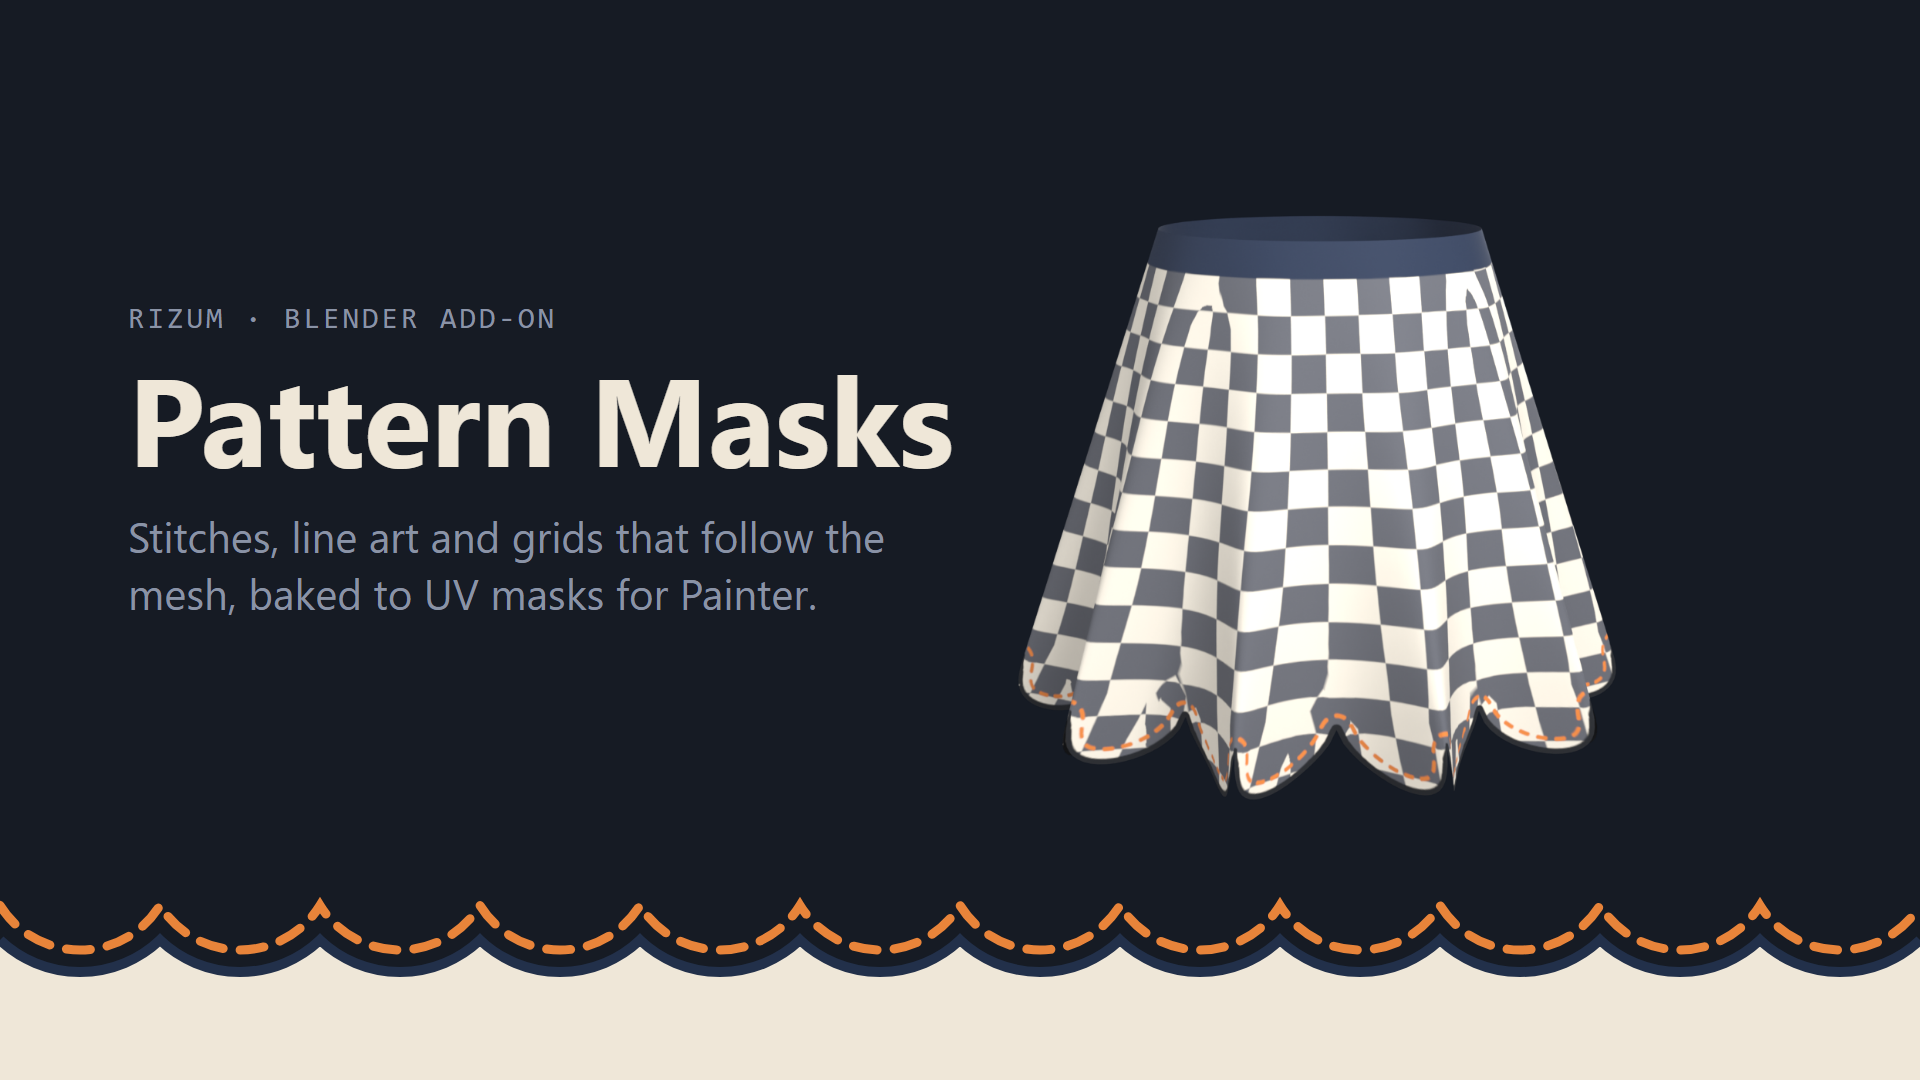 RIZUM • BLENDER ADD-ON
Pattern Masks
Stitches, line art and grids that follow the
mesh, baked to UV masks for Painter.